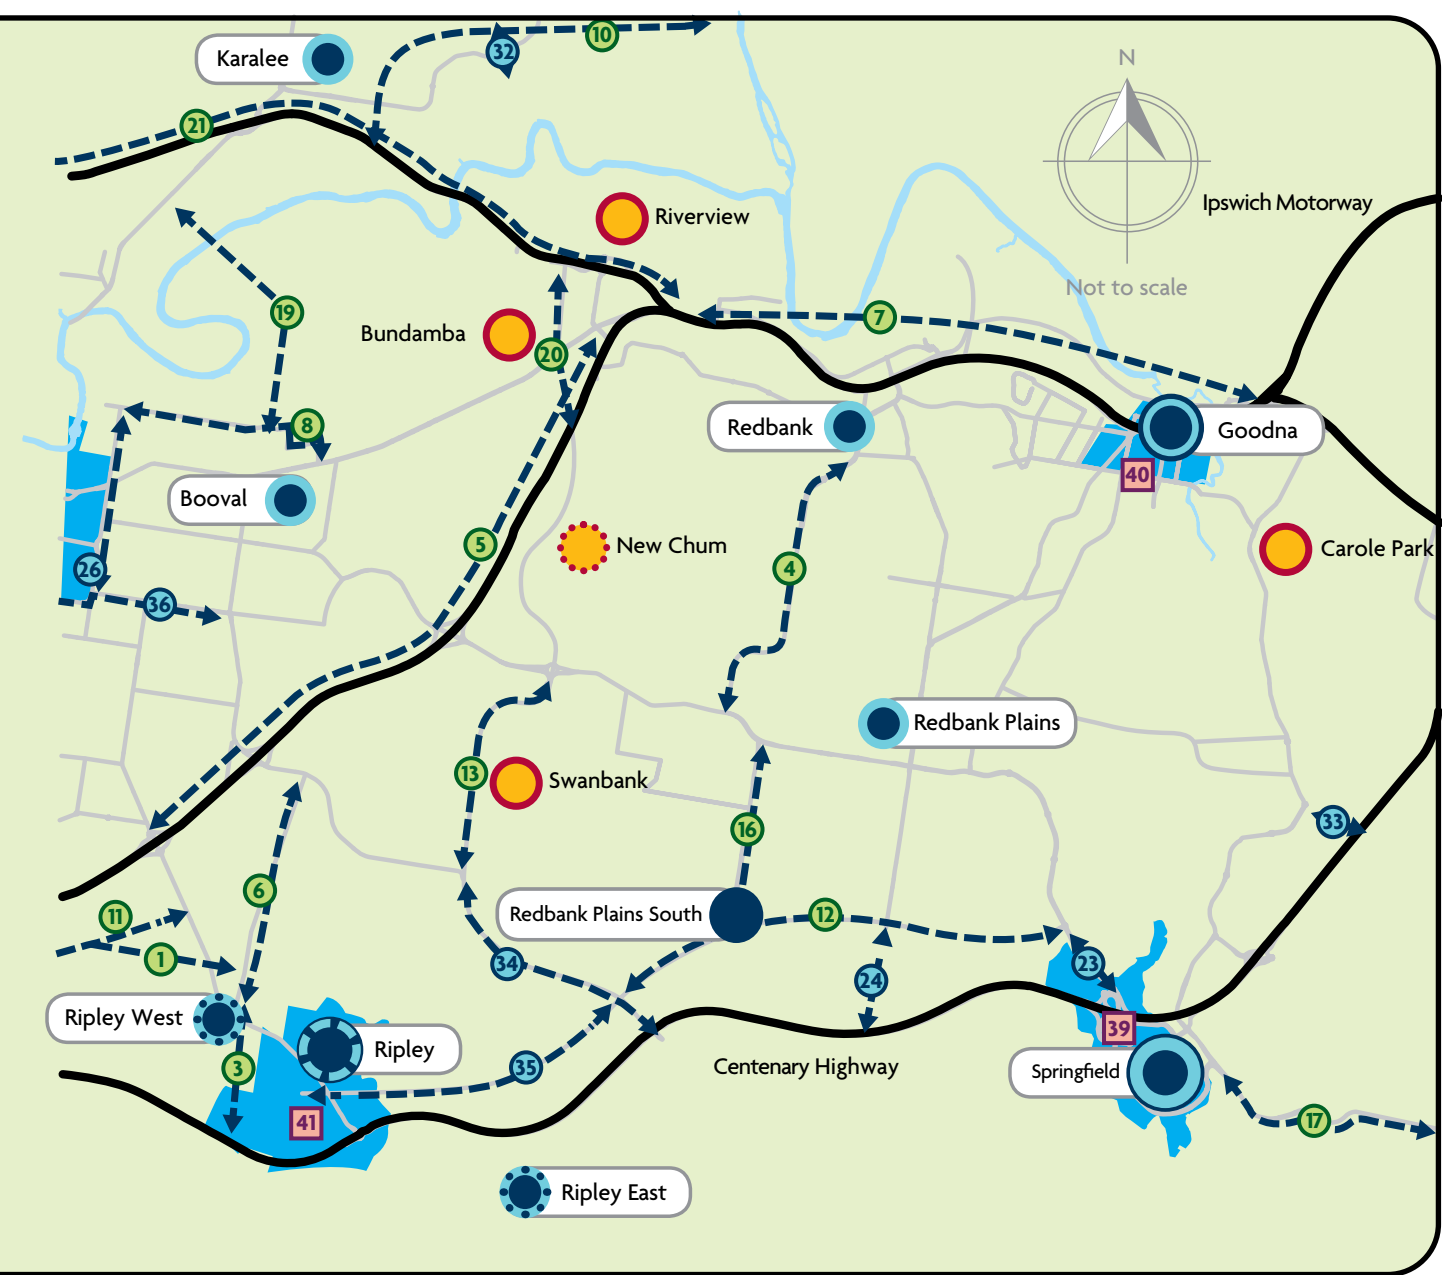 10
Karalee
32
N
21
Ipswich Motorway
Riverview
Not to scale
19
7
Bundamba
20
8
Redbank
Goodna
40
Booval
5
New Chum
Carole Park
4
26
36
Redbank Plains
13
Swanbank
33
16
6
11
Redbank Plains South
12
1
34
23
24
Ripley West
39
Ripley
3
35
Centenary Highway
Springfield
41
17
Ripley East